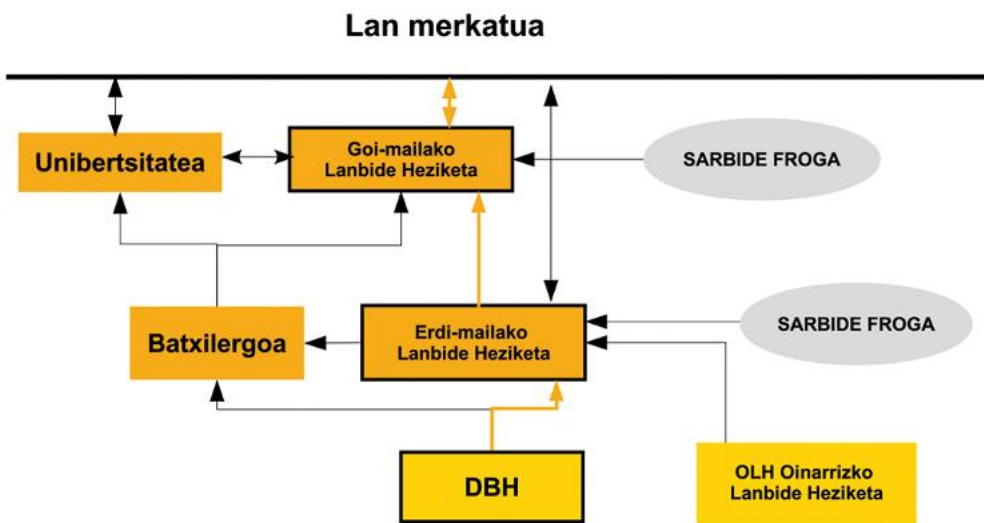 Lan merkatua
Unibertsitatea
Goi-mailako
Lanbide Heziketa
SARBIDE FROGA
Batxilergoa
Erdi-mailako
Lanbide Heziketa
SARBIDE FROGA
DBH
OLH Oinarrizko
Lanbide Heziketa